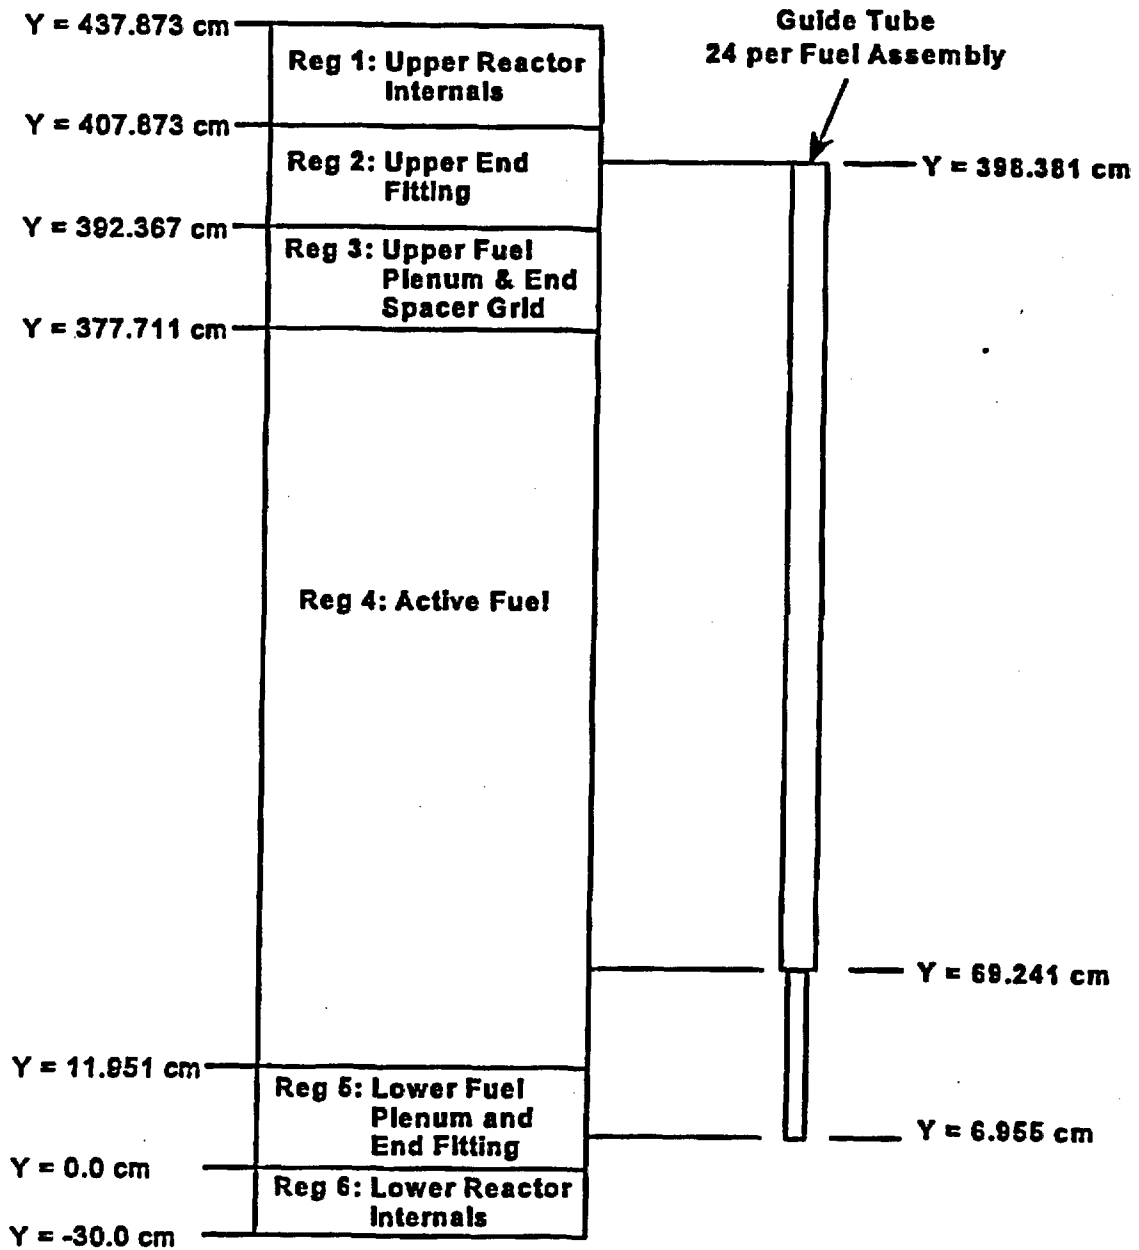 Y = 437.873 cm
Guide Tube
24 per Fuel Assembly
Reg 1: Upper Reactor
Internals
Y = 407.873 cm
Reg 2: Upper End
Fitting
Y = 398.381 cm
Y = 392.367 cm
Reg 3: Upper Fuel
Plenum & End
Spacer Grid
Y = 377.711 cm
Reg 4: Active Fuel
Y = 69.241 cm
Y = 11.951 cm
Reg 5: Lower Fuel
Plenum and
End Fitting
Y = 6.955 cm
Y = 0.0 cm
Reg 6: Lower Reactor
Internals
Y = -30.0 cm